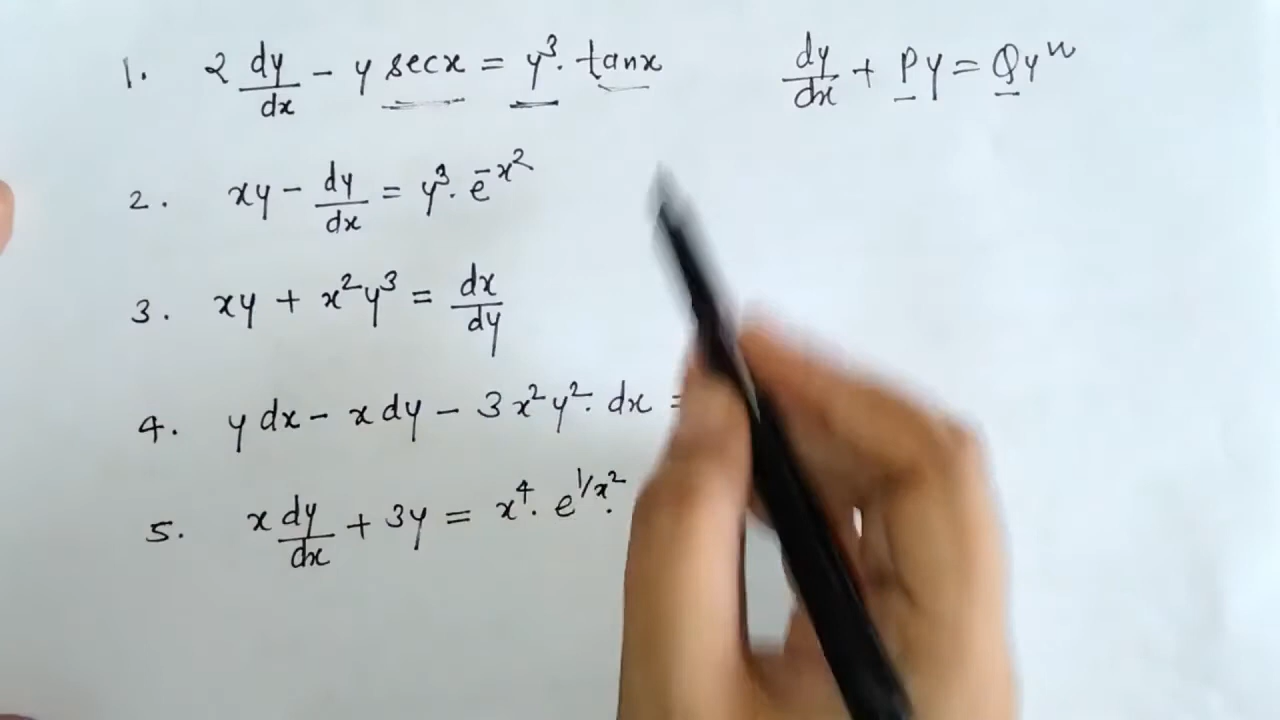 1. 2 dy/dx - y secx = y³. tanx    dy/dx + Py = Qyⁿ
2. xy - dy/dx = y³. e^-x²
3. xy + x²y³ = dx/dy
4. y dx - x dy - 3x²y². dx =
5. x dy/dx + 3y = x⁴. e^1/x².